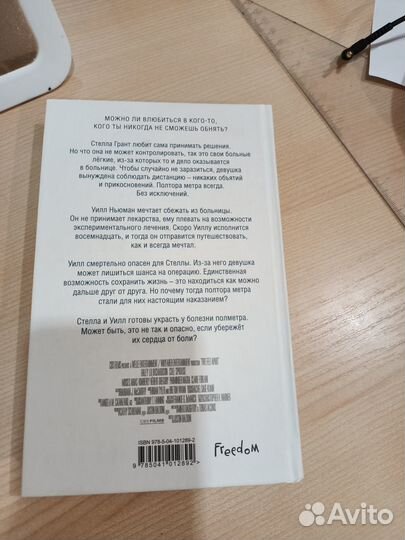 МОЖНО ЛИ ВЛЮБИТЬСЯ В КОГО-ТО,
КОГО ТЫ НИКОГДА НЕ СМОЖЕШЬ ОБНЯТЬ?
Стелла Грант любит сама принимать решения.
Но что она не может контролировать, так это свои больные
лёгкие, из-за которых то и дело оказывается
в больнице. Чтобы случайно не заразиться, девушка
вынуждена соблюдать дистанцию – никаких объятий
и прикосновений. Полтора метра всегда.
Без исключений.
Уилл Ньюман мечтает сбежать из больницы.
Он не принимает лекарства, ему плевать на возможности
экспериментального лечения. Скоро Уиллу исполнится
восемнадцать, и тогда он отправится путешествовать,
как и всегда мечтал.
Уилл смертельно опасен для Стеллы. Из-за него девушка
может лишиться шанса на операцию. Единственная
возможность сохранить жизнь – это находиться как можно
дальше друг от друга. Но почему тогда полтора метра
стали для них настоящим наказанием?
Стелла и Уилл готовы украсть у болезни полметра.
Может быть, это не так и опасно, если убережёт
их сердца от боли?
ISBN 978-5-04-101289-2
9785041012892 >
Freedom
Avito